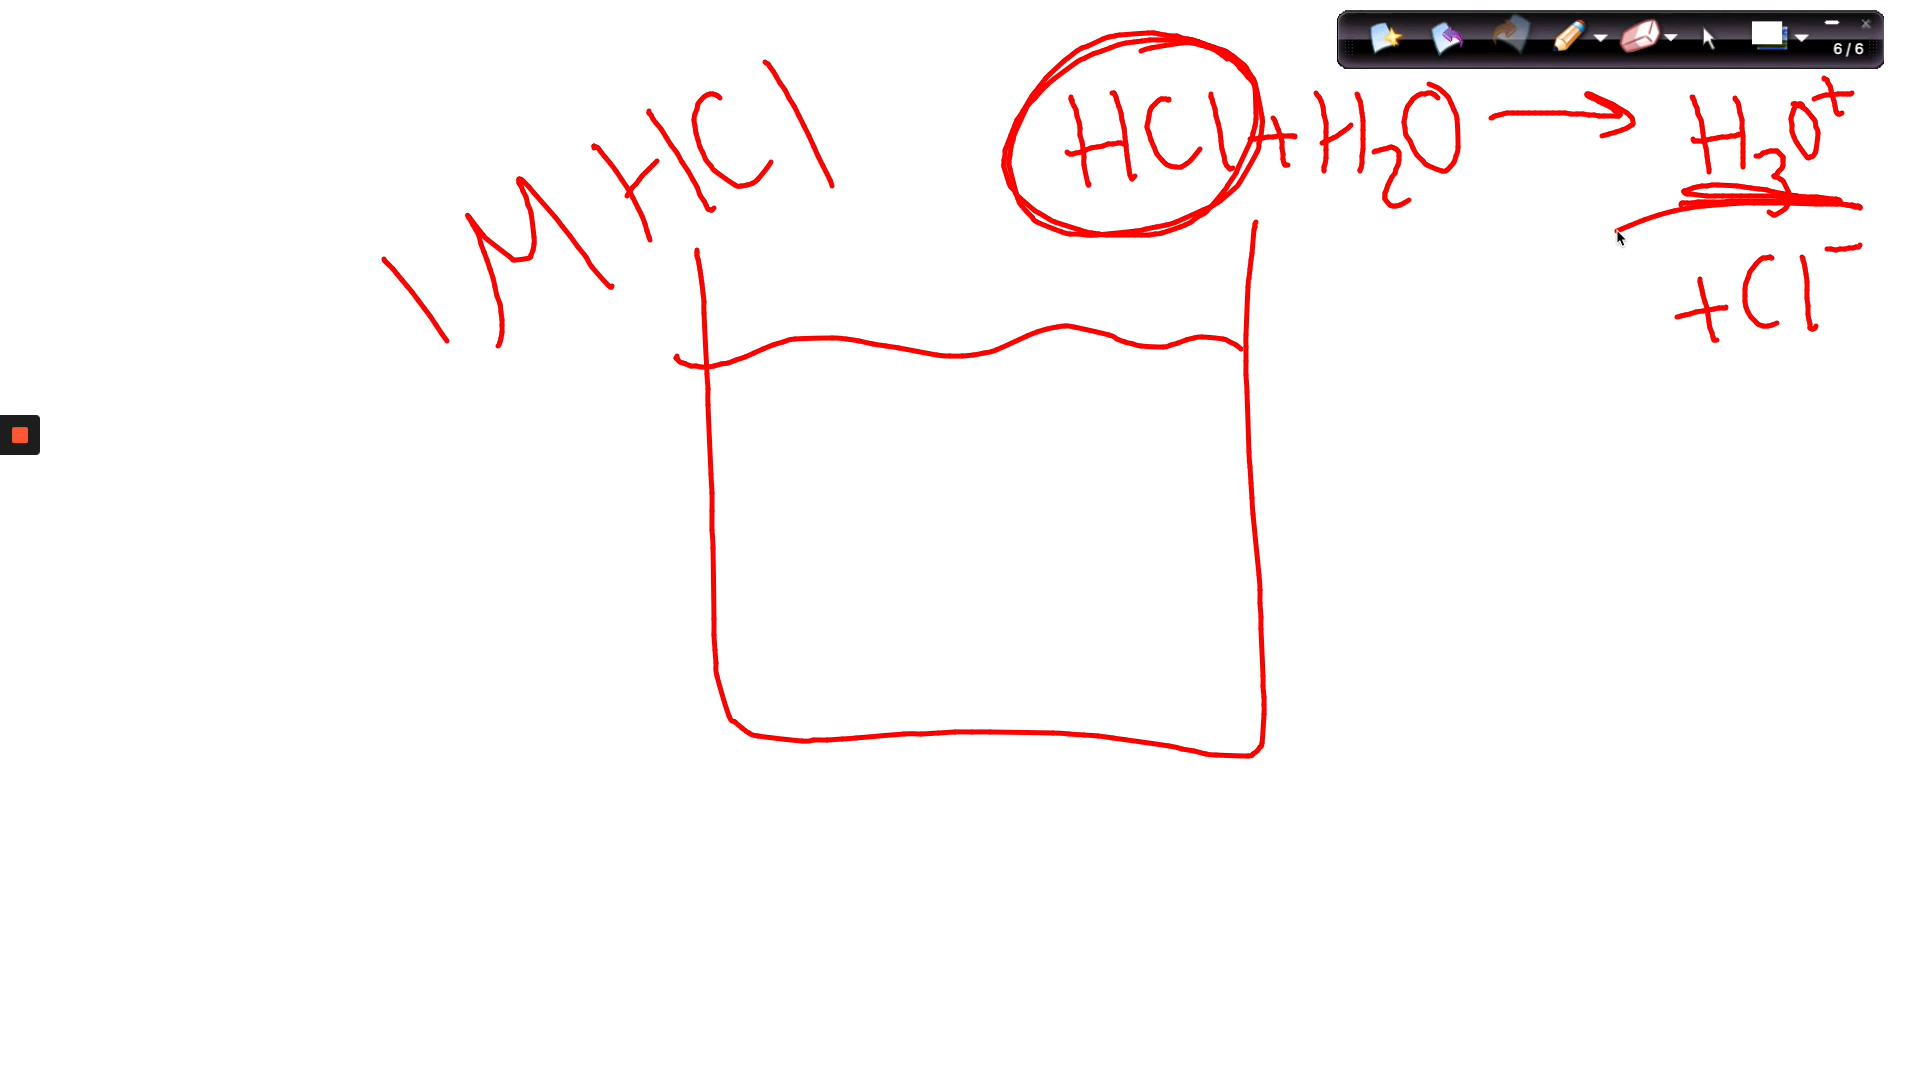 6/6
1M HCl
HCl + H₂O → H₃O⁺
+ Cl⁻